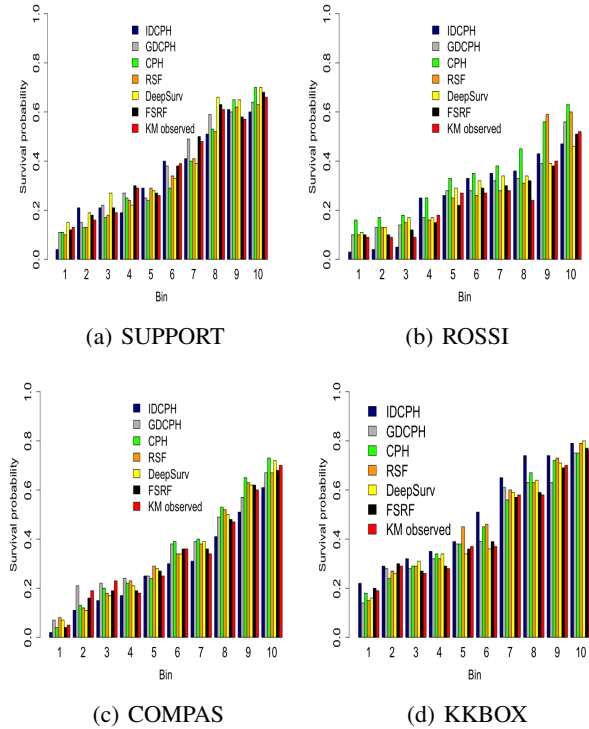 Survival probability
0.0 0.2 0.4 0.6 0.8 1.0
IDCPH
GDCPH
CPH
RSF
DeepSurv
FSRF
KM observed
1 2 3 4 5 6 7 8 9 10
Bin
(a) SUPPORT
Survival probability
0.0 0.2 0.4 0.6 0.8 1.0
IDCPH
GDCPH
CPH
RSF
DeepSurv
FSRF
KM observed
1 2 3 4 5 6 7 8 9 10
Bin
(b) ROSSI
Survival probability
0.0 0.2 0.4 0.6 0.8 1.0
IDCPH
GDCPH
CPH
RSF
DeepSurv
FSRF
KM observed
1 2 3 4 5 6 7 8 9 10
Bin
(c) COMPAS
Survival probability
0.0 0.2 0.4 0.6 0.8 1.0
IDCPH
GDCPH
CPH
RSF
DeepSurv
FSRF
KM observed
1 2 3 4 5 6 7 8 9 10
Bin
(d) KKBOX